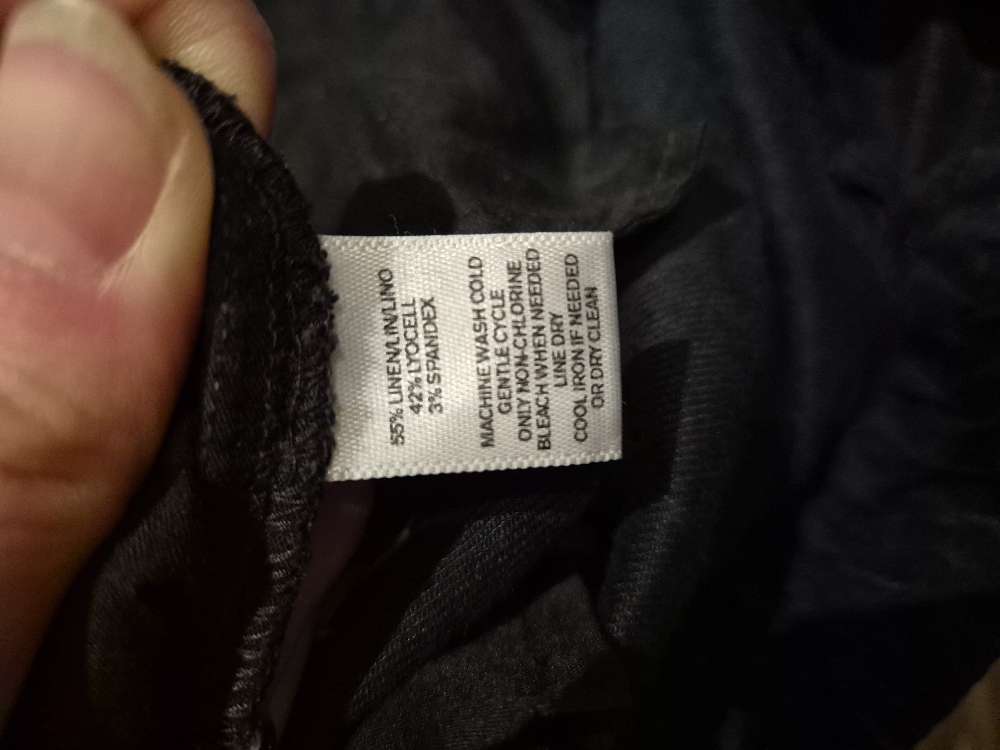 55% LINEN/LIN/LINO
42% LYOCELL
3% SPANDEX
MACHINE WASH COLD
GENTLE CYCLE
ONLY NON-CHLORINE
BLEACH WHEN NEEDED
LINE DRY
COOL IRON IF NEEDED
OR DRY CLEAN